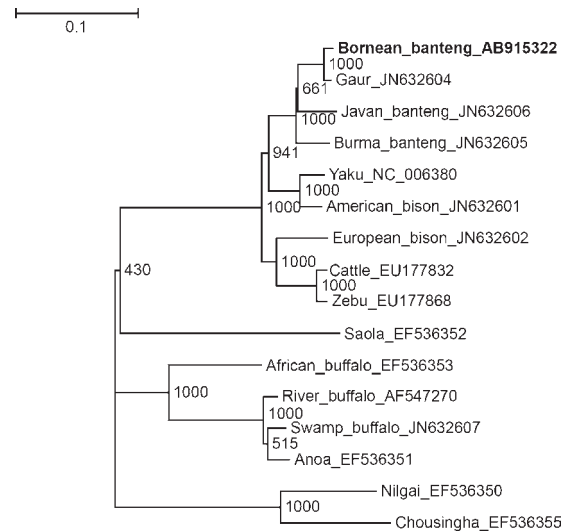 0.1
Bornean_banteng_AB915322
1000
Gaur_JN632604
661
Javan_banteng_JN632606
1000
Burma_banteng_JN632605
941
Yaku_NC_006380
1000
American_bison_JN632601
1000
European_bison_JN632602
1000
Cattle_EU177832
430
1000
Zebu_EU177868
Saola_EF536352
African_buffalo_EF536353
1000
River_buffalo_AF547270
1000
Swamp_buffalo_JN632607
515
Anoa_EF536351
Nilgai_EF536350
1000
Chousingha_EF536355